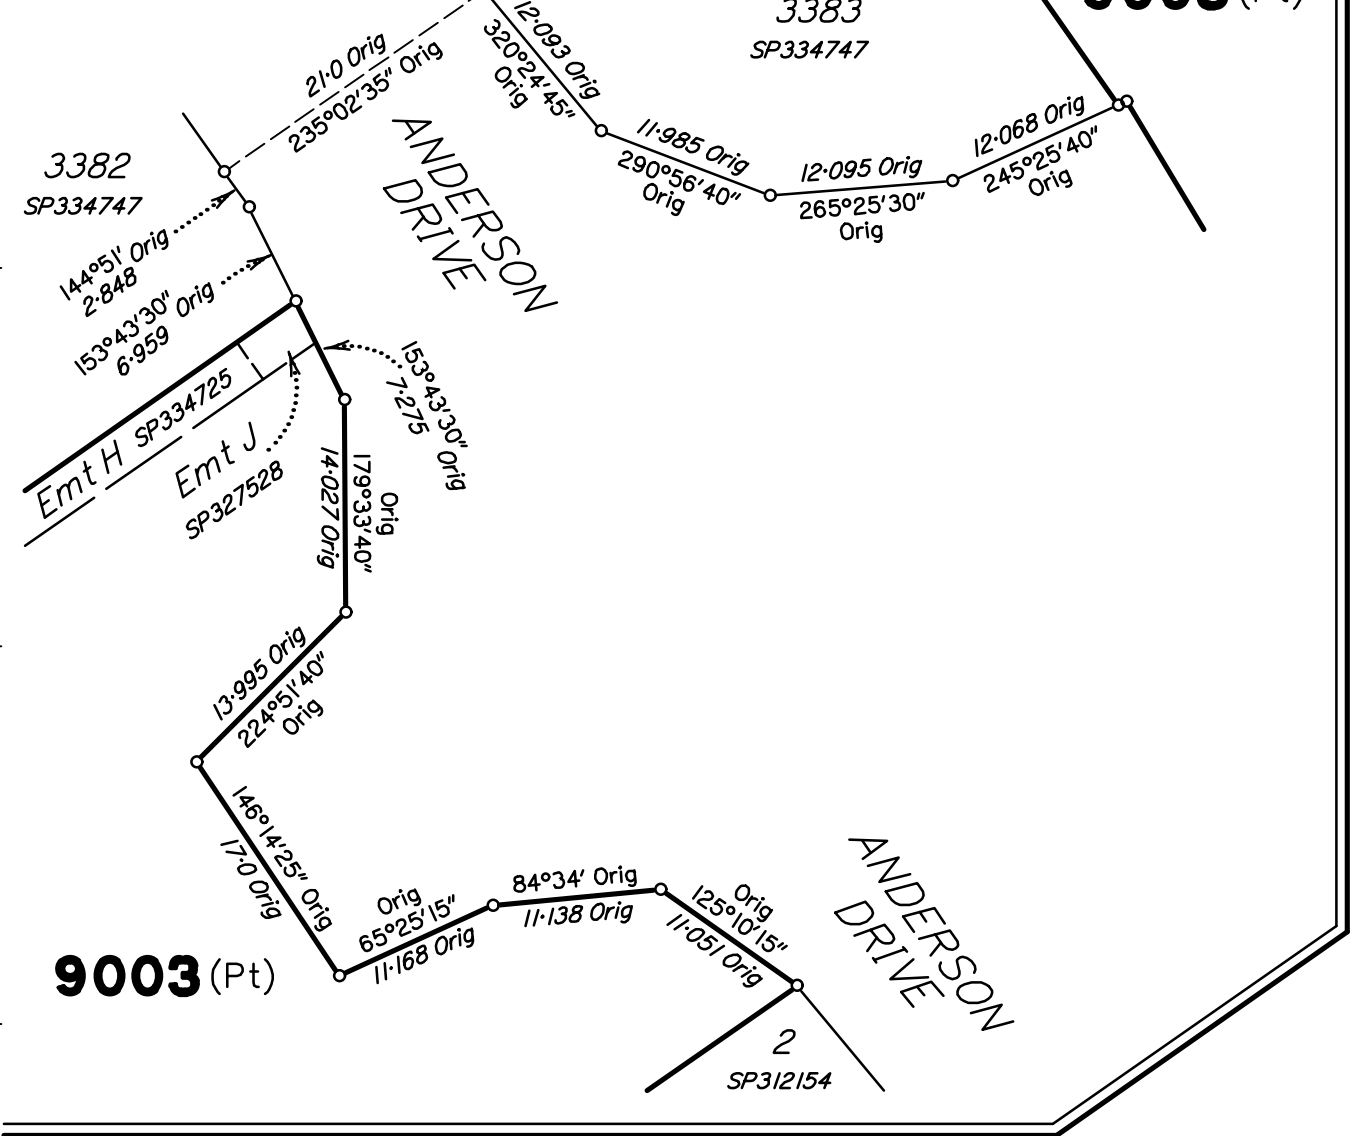 3383
SP334747
(Pt)
12·093 Orig
320°24'45"
Orig
21·0 Orig
235°02'35" Orig
11·985 Orig
290°56'40"
Orig
12·095 Orig
265°25'30"
Orig
12·068 Orig
245°25'40"
Orig
ANDERSON
DRIVE
3382
SP334747
144°51' Orig
2·848
153°43'30" Orig
6·959
153°43'30" Orig
7·275
Emt H SP334725
Emt J
SP327528
179°33'40"
Orig
14·027 Orig
13·995 Orig
224°51'40"
Orig
146°14'25" Orig
17·0 Orig
Orig
65°25'15"
11·168 Orig
84°34' Orig
11·138 Orig
Orig
125°10'15"
11·051 Orig
ANDERSON
DRIVE
9003 (Pt)
2
SP312154